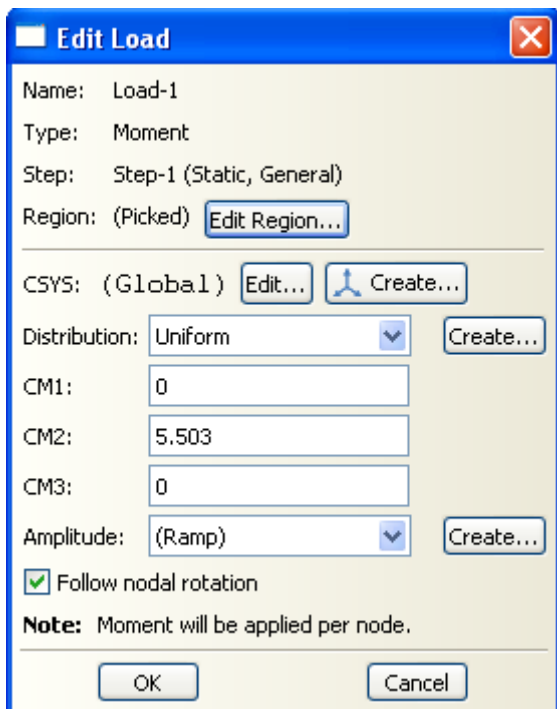 Edit Load
Name: Load-1
Type: Moment
Step: Step-1 (Static, General)
Region: (Picked) Edit Region...
CSYS: (Global) Edit... Create...
Distribution: Uniform Create...
CM1: 0
CM2: 5.503
CM3: 0
Amplitude: (Ramp) Create...
Follow nodal rotation
Note: Moment will be applied per node.
OK Cancel